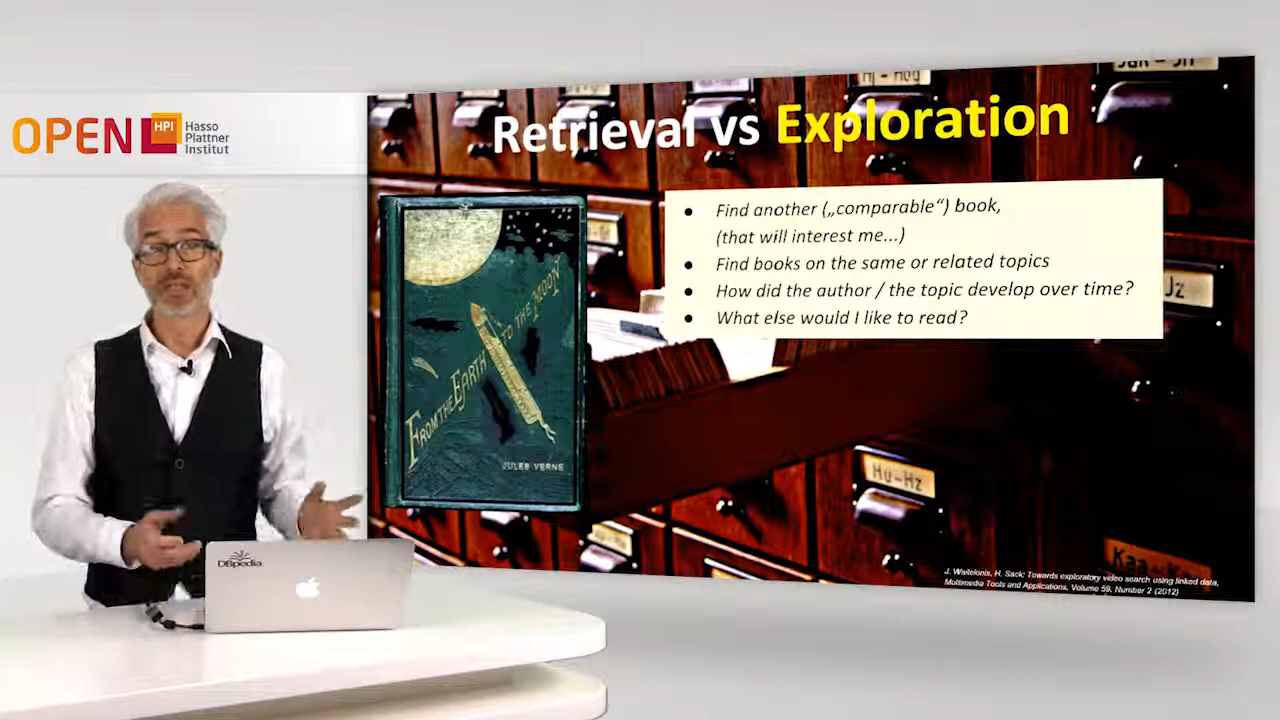 OPEN HPI Hasso
Plattner
Institut
Retrieval vs Exploration
• Find another („comparable“) book,
(that will interest me...)
• Find books on the same or related topics
• How did the author / the topic develop over time?
• What else would I like to read?
FROM THE EARTH TO THE MOON
JULES VERNE
Hu-Hz
DBpedia
J. Waitelonis, H. Sack: Towards exploratory video search using linked data,
Multimedia Tools and Applications, Volume 59, Number 2 (2012)